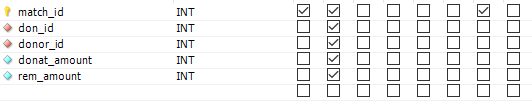 match_id INT
don_id INT
donor_id INT
donat_amount INT
rem_amount INT